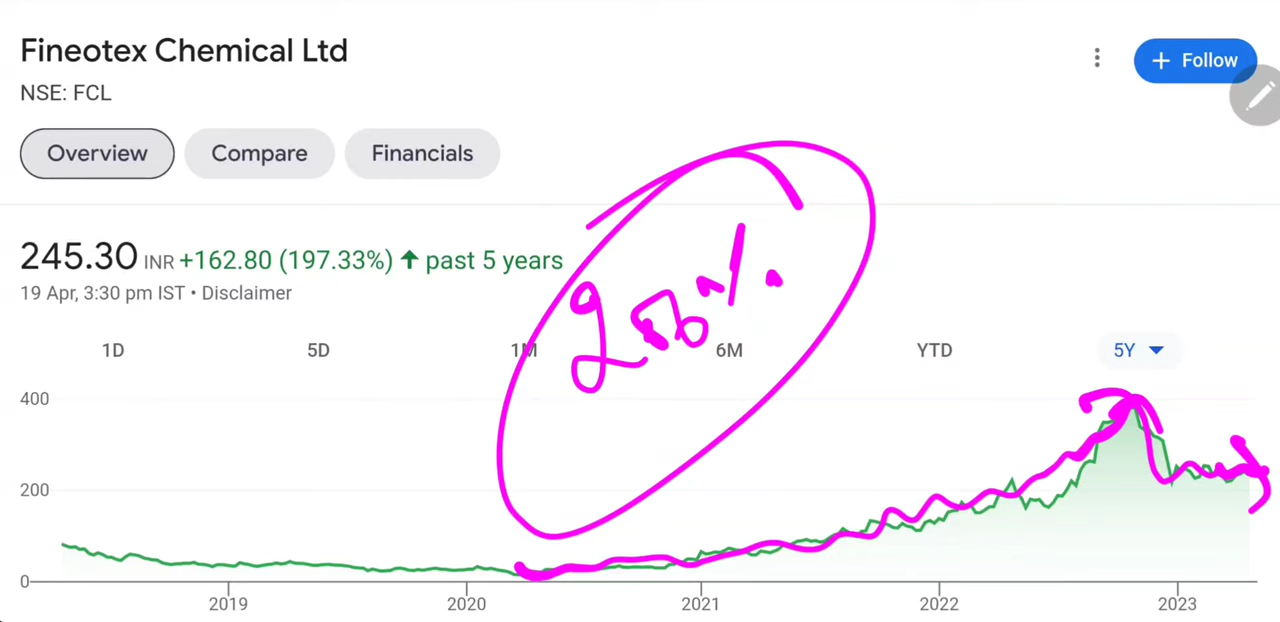 Fineotex Chemical Ltd
Follow
NSE: FCL
Overview Compare Financials
245.30 INR +162.80 (197.33%) ↑ past 5 years
19 Apr, 3:30 pm IST • Disclaimer
1D 5D 1M 6M YTD 5Y
400
200
0
2019 2020 2021 2022 2023